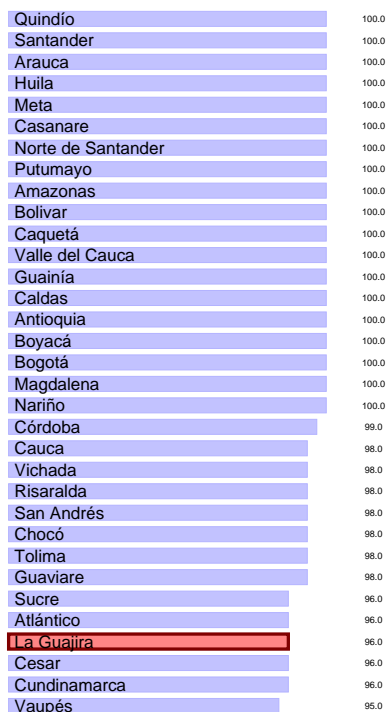 Quindío 100.0
Santander 100.0
Arauca 100.0
Huila 100.0
Meta 100.0
Casanare 100.0
Norte de Santander 100.0
Putumayo 100.0
Amazonas 100.0
Bolivar 100.0
Caquetá 100.0
Valle del Cauca 100.0
Guainía 100.0
Caldas 100.0
Antioquia 100.0
Boyacá 100.0
Bogotá 100.0
Magdalena 100.0
Nariño 100.0
Córdoba 99.0
Cauca 98.0
Vichada 98.0
Risaralda 98.0
San Andrés 98.0
Chocó 98.0
Tolima 98.0
Guaviare 98.0
Sucre 96.0
Atlántico 96.0
La Guajira 96.0
Cesar 96.0
Cundinamarca 96.0
Vaupés 95.0